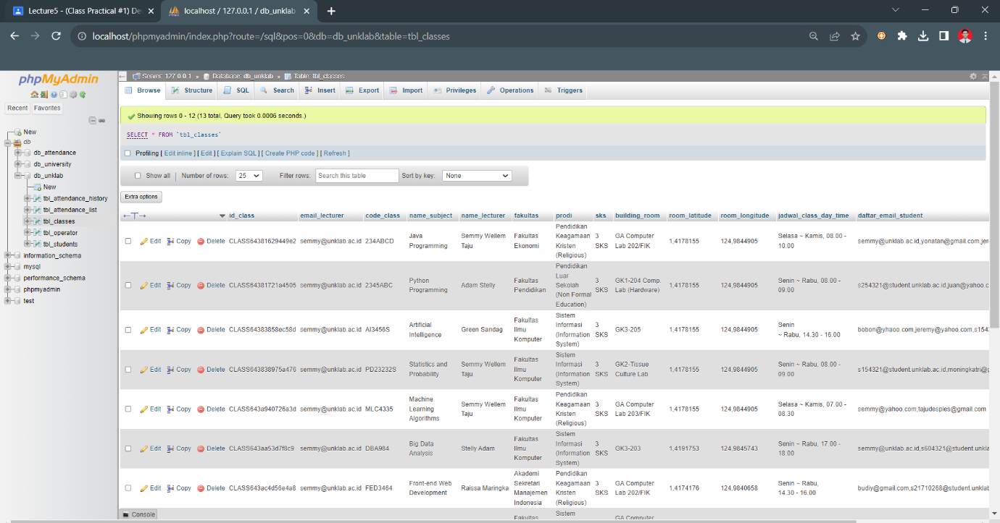 Lecture5 - (Class Practical #1) De
localhost / 127.0.0.1 / db_unklab
localhost/phpmyadmin/index.php?route=/sql&pos=0&db=db_unklab&table=tbl_classes
phpMyAdmin
Recent Favorites
New
db
db_attendance
db_university
db_unklab
New
tbl_attendance_history
tbl_attendance_list
tbl_classes
tbl_operator
tbl_students
information_schema
mysql
performance_schema
phpmyadmin
test
Server: 127.0.0.1 » Database: db_unklab » Table: tbl_classes
Browse Structure SQL Search Insert Export Import Privileges Operations Triggers
Showing rows 0 - 12 (13 total, Query took 0.0006 seconds.)
SELECT * FROM `tbl_classes`
Profiling [ Edit inline ] [ Edit ] [ Explain SQL ] [ Create PHP code ] [ Refresh ]
Show all Number of rows: 25 Filter rows: Search this table Sort by key: None
Extra options
←T→ id_class email_lecturer code_class name_subject name_lecturer fakultas prodi sks building_room room_latitude room_longitude jadwal_class_day_time daftar_email_student
Edit Copy Delete CLASS64381629449e2 semmy@unklab.ac.id 234ABCD Java Programming Semmy Wellem Taju Fakultas Ekonomi Pendidikan Keagamaan Kristen (Religious) 3 SKS GA Computer Lab 202/FIK 1,4178155 124,9844905 Selasa ~ Kamis, 08.00 - 10.00 semmy@unklab.ac.id,yonatan@gmail.com,jer
Edit Copy Delete CLASS64381721a4505 semmy@unklab.ac.id 2345ABC Python Programming Adam Stelly Fakultas Pendidikan Pendidikan Luar Sekolah (Non Formal Education) 3 SKS GK1-204 Comp. Lab (Hardware) 1,4178155 124,9844905 Senin ~ Rabu, 08.00 - 09.00 s254321@student.unklab.ac.id,juan@yahoo.c
Edit Copy Delete CLASS64383858ec58d semmy@unklab.ac.id AI3456S Artificial Intelligence Green Sandag Fakultas Ilmu Komputer Sistem Informasi (Information System) 3 SKS GK3-205 1,4178155 124,9844905 Senin ~ Rabu, 14.30 - 16.00 bobon@yhaoo.com,jeremy@yahoo.com,s154
Edit Copy Delete CLASS643838975a476 semmy@unklab.ac.id PD23232S Statistics and Probability Semmy Wellem Taju Fakultas Ilmu Komputer Sistem Informasi (Information System) 3 SKS GK2-Tissue Culture Lab 1,4178155 124,9844905 Senin ~ Rabu, 08.00 - 09.00 s154321@student.unklab.ac.id,moningkatri@g
Edit Copy Delete CLASS643a940726a3d semmy@unklab.ac.id MLC4335 Machine Learning Algorithms Semmy Wellem Taju Fakultas Ilmu Komputer Pendidikan Keagamaan Kristen (Religious) 3 SKS GA Computer Lab 203/FIK 1,4178155 124,9844905 Selasa ~ Kamis, 07.00 - 08.30 semmy@yahoo.com,tajudespies@gmail.com
Edit Copy Delete CLASS643aa53d7f8c9 semmy@unklab.ac.id DBA984 Big Data Analysis Stelly Adam Fakultas Ilmu Komputer Sistem Informasi (Information System) 3 SKS GK3-203 1,4191753 124,9845743 Senin ~ Rabu, 17.00 - 18.00 semmy@unklab.ac.id,s604321@student.unkla
Edit Copy Delete CLASS643ac4d56e4a8 semmy@unklab.ac.id FED3464 Front-end Web Development Raissa Maringka Akademi Sekretari Manajemen Indonesia Pendidikan Keagamaan Kristen (Religious) 3 SKS GA Computer Lab 202/FIK 1,4174176 124,9840658 Senin ~ Rabu, 14.30 - 16.00 budiy@gmail.com,s21710268@student.unklab
Fakultas Sistem GA Computer
Console